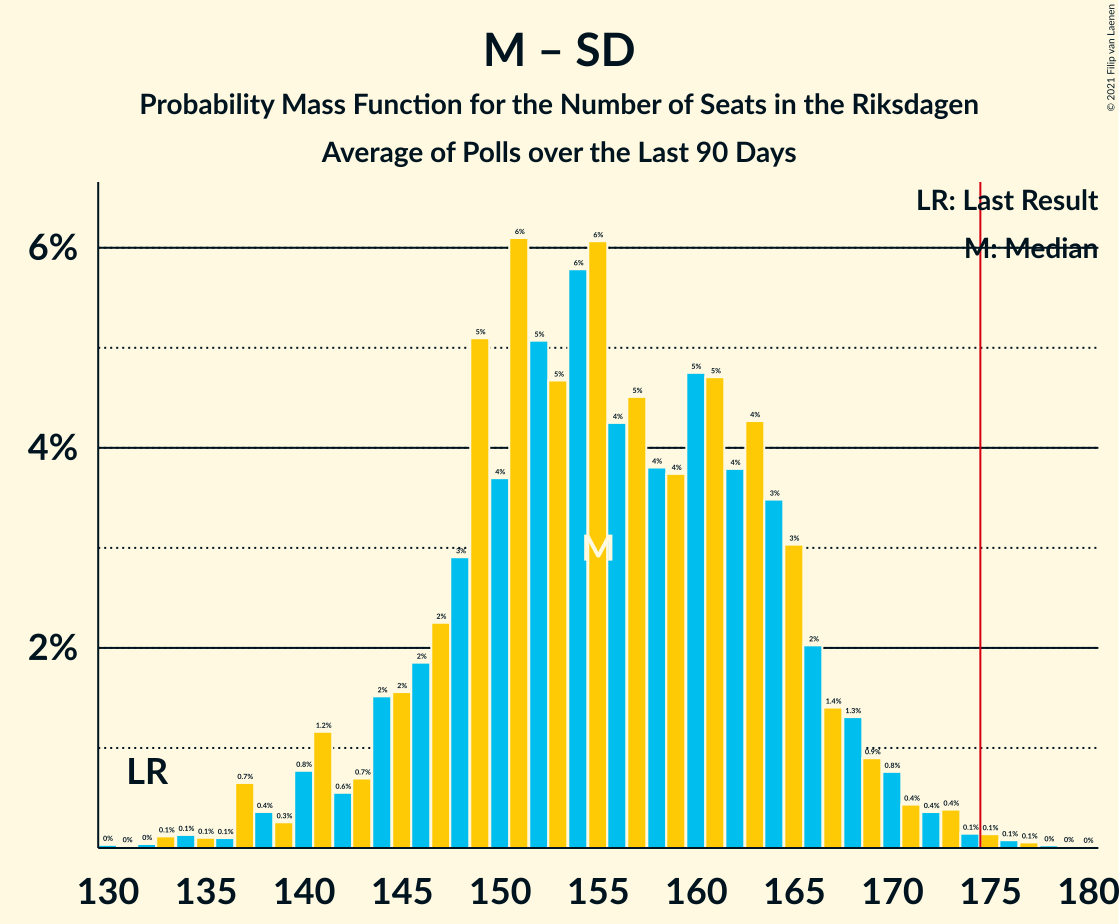 M – SD
Probability Mass Function for the Number of Seats in the Riksdagen
Average of Polls over the Last 90 Days
© 2021 Filip van Laenen
LR: Last Result
M: Median
6%
4%
2%
0% 0% 0% 0.1% 0.1% 0.1% 0.1% 0.7% 0.4% 0.3% 0.8% 1.2% 0.6% 0.7% 2% 2% 2% 2% 3% 5% 4% 6% 5% 5% 6% 6% 4% 5% 4% 4% 5% 5% 4% 4% 3% 3% 2% 1.4% 1.3% 0.9% 0.8% 0.4% 0.4% 0.4% 0.1% 0.1% 0.1% 0.1% 0% 0% 0%
M
LR
130 135 140 145 150 155 160 165 170 175 180